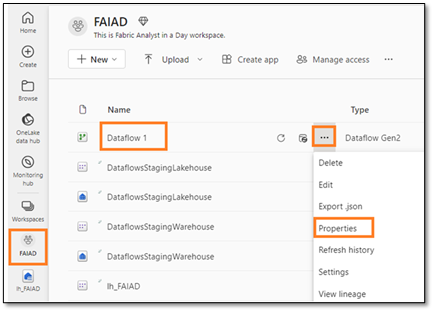 Home
Create
Browse
OneLake
data hub
Monitoring
hub
Workspaces
FAIAD
lh_FAIAD
FAIAD
This is Fabric Analyst in a Day workspace.
+ New
Upload
Create app
Manage access
...
Name
Type
Dataflow 1
...
Dataflow Gen2
DataflowsStagingLakehouse
DataflowsStagingLakehouse
DataflowsStagingWarehouse
DataflowsStagingWarehouse
lh_FAIAD
Delete
Edit
Export .json
Properties
Refresh history
Settings
View lineage